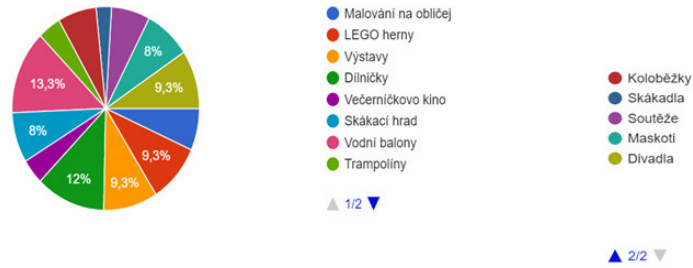 Malování na obličej
LEGO herny
Výstavy
Dílničky
Večerníčkovo kino
Skákací hrad
Vodní balony
Trampolíny
1/2
Koloběžky
Skákadla
Soutěže
Maskoti
Divadla
2/2
8%
9,3%
13,3%
8%
12%
9,3%
9,3%